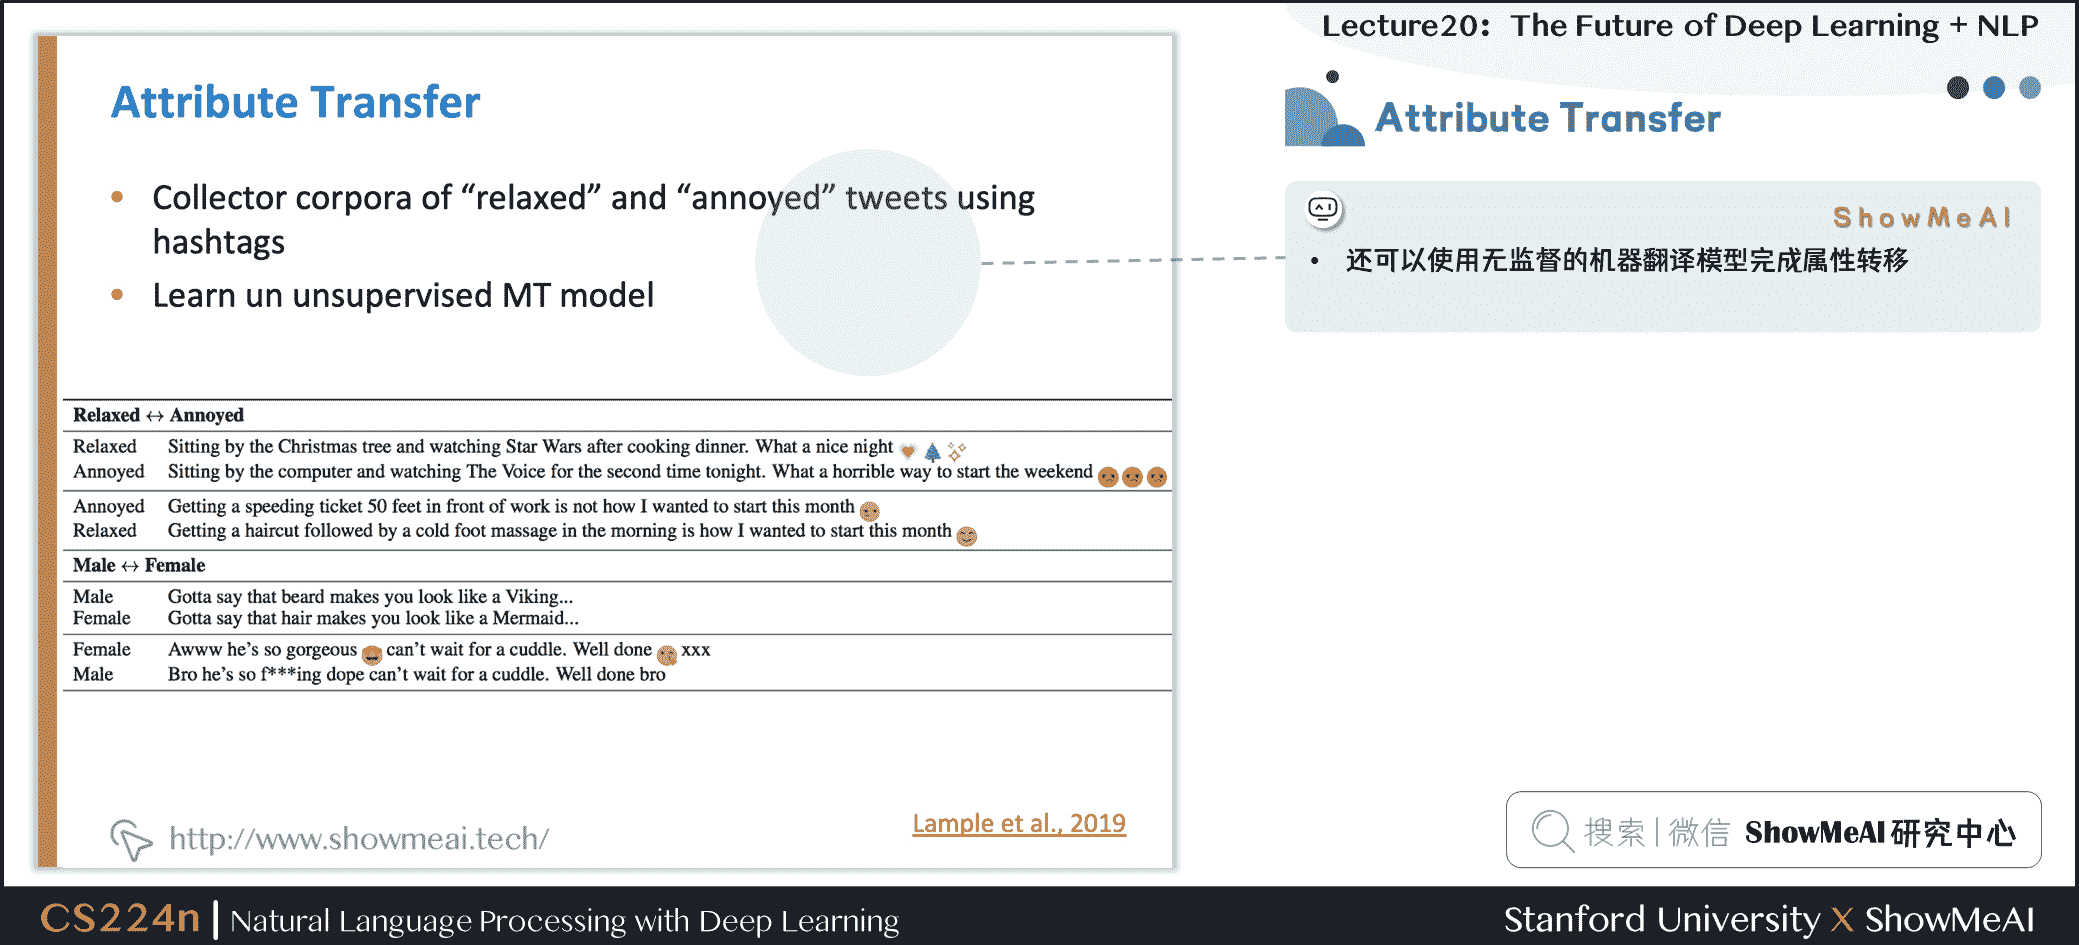 Lecture20: The Future of Deep Learning + NLP
Attribute Transfer
• Collector corpora of “relaxed” and “annoyed” tweets using
hashtags
• Learn un unsupervised MT model
Relaxed ↔ Annoyed
Relaxed Sitting by the Christmas tree and watching Star Wars after cooking dinner. What a nice night
Annoyed Sitting by the computer and watching The Voice for the second time tonight. What a horrible way to start the weekend
Annoyed Getting a speeding ticket 50 feet in front of work is not how I wanted to start this month
Relaxed Getting a haircut followed by a cold foot massage in the morning is how I wanted to start this month
Male ↔ Female
Male Gotta say that beard makes you look like a Viking...
Female Gotta say that hair makes you look like a Mermaid...
Female Awww he’s so gorgeous can’t wait for a cuddle. Well done xxx
Male Bro he’s so f***ing dope can’t wait for a cuddle. Well done bro
Lample et al., 2019
http://www.showmeai.tech/
Attribute Transfer
ShowMeAI
• 还可以使用无监督的机器翻译模型完成属性转移
搜索 | 微信 ShowMeAI 研究中心
CS224n | Natural Language Processing with Deep Learning
Stanford University X ShowMeAI